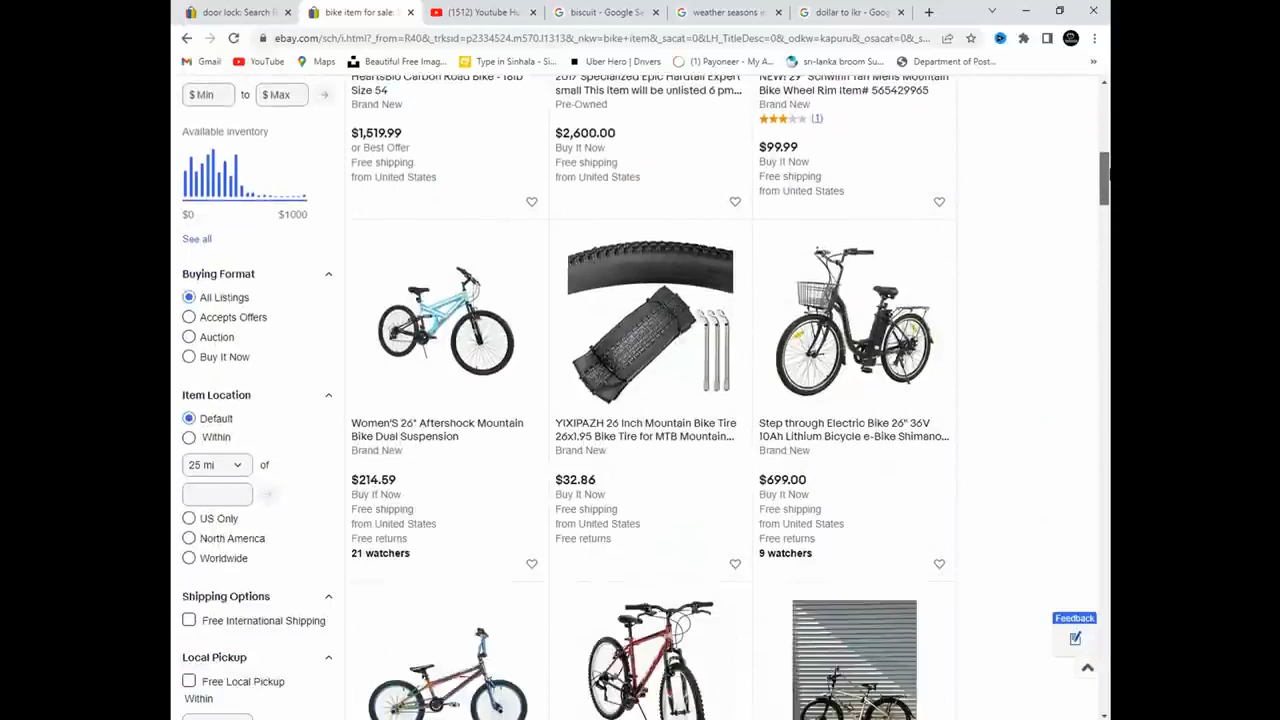 door lock: Search R
bike item for sale:
(1512) Youtube Hu
biscuit - Google Se
weather seasons i
dollar to lkr - Goog
ebay.com/sch/i.html?_from=R40&_trksid=p2334524.m570.l1313&_nkw=bike+item&_sacat=0&LH_TitleDesc=0&_odkw=kapuru&_osacat=0&_s...
Gmail
YouTube
Maps
Beautiful Free Imag...
Type in Sinhala - Si...
Uber Hero | Drivers
(1) Payoneer - My A...
sri-lanka broom Su...
Department of Post...
»
$ Min
to
$ Max
Available inventory
$0
$1000
See all
Buying Format
All Listings
Accepts Offers
Auction
Buy It Now
Item Location
Default
Within
25 mi
of
US Only
North America
Worldwide
Shipping Options
Free International Shipping
Local Pickup
Free Local Pickup
Within
Carbon Road Bike - 18lb
Size 54
Brand New
$1,519.99
or Best Offer
Free shipping
from United States
2017 Specialized Epic Hardtail Expert
small This item will be unlisted 6 pm...
Pre-Owned
$2,600.00
Buy It Now
Free shipping
from United States
NEW! 29" Schwinn Tan Mens Mountain
Bike Wheel Rim Item# 565429965
Brand New
(1)
$99.99
Buy It Now
Free shipping
from United States
Women'S 26" Aftershock Mountain
Bike Dual Suspension
Brand New
$214.59
Buy It Now
Free shipping
from United States
Free returns
21 watchers
YIXIPAZH 26 Inch Mountain Bike Tire
26x1.95 Bike Tire for MTB Mountain...
Brand New
$32.86
Buy It Now
Free shipping
from United States
Free returns
Step through Electric Bike 26" 36V
10Ah Lithium Bicycle e-Bike Shimano...
Brand New
$699.00
Buy It Now
Free shipping
from United States
Free returns
9 watchers
Feedback